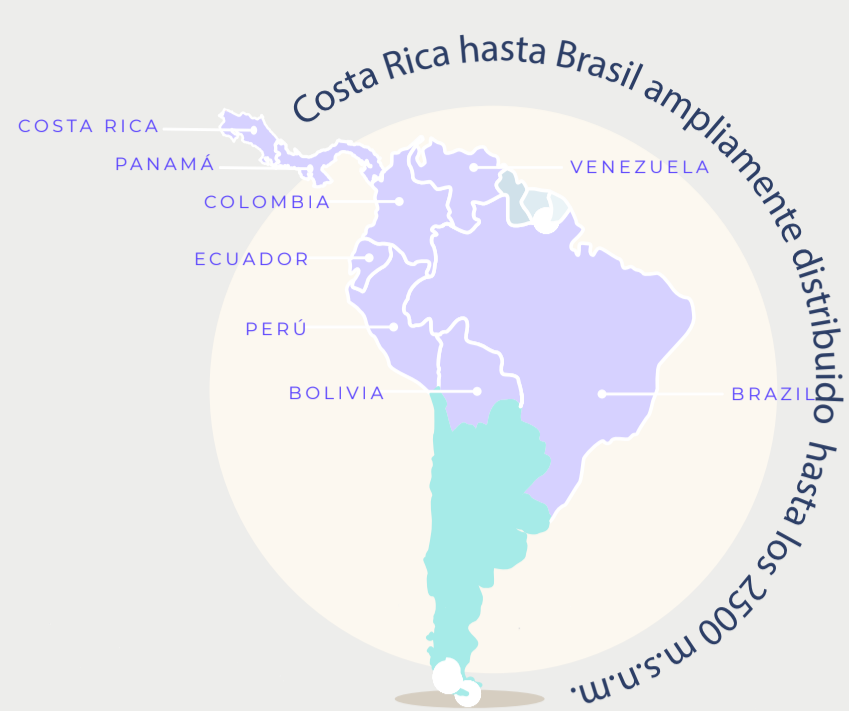 Costa Rica hasta Brasil ampliamente distribuido hasta los 2500 m.s.n.m.
COSTA RICA
PANAMÁ
VENEZUELA
COLOMBIA
ECUADOR
PERÚ
BOLIVIA
BRAZIL